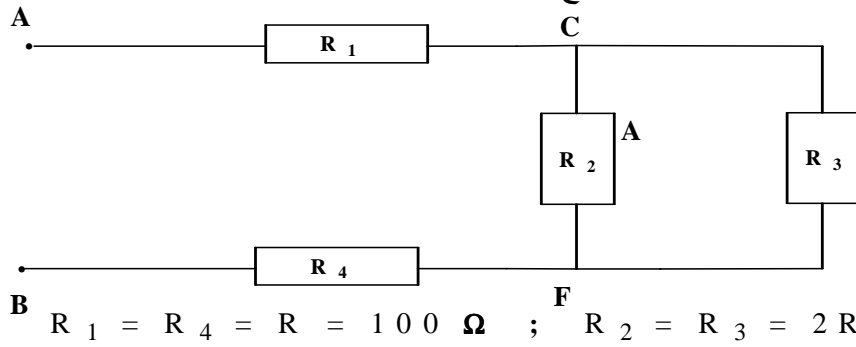 A
C
R 1
R 2
A
R 3
R 4
B
F
R 1 = R 4 = R = 1 0 0 Ω ; R 2 = R 3 = 2 R